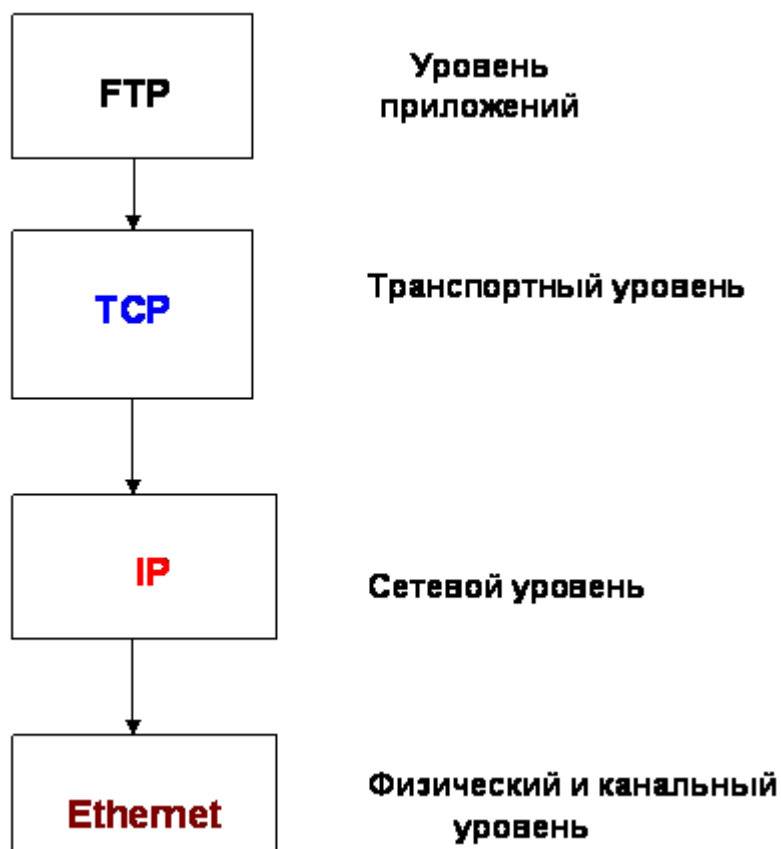 FTP
Уровень
приложений
TCP
Транспортный уровень
IP
Сетевой уровень
Ethernet
Физический и канальный
уровень